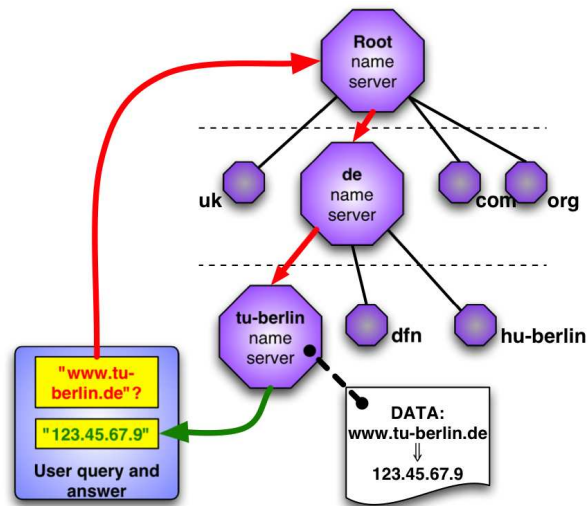 Root
name
server
uk
de
name
server
com
org
tu-berlin
name
server
dfn
hu-berlin
"www.tu-
berlin.de"?
"123.45.67.9"
User query and
answer
DATA:
www.tu-berlin.de
⇓
123.45.67.9